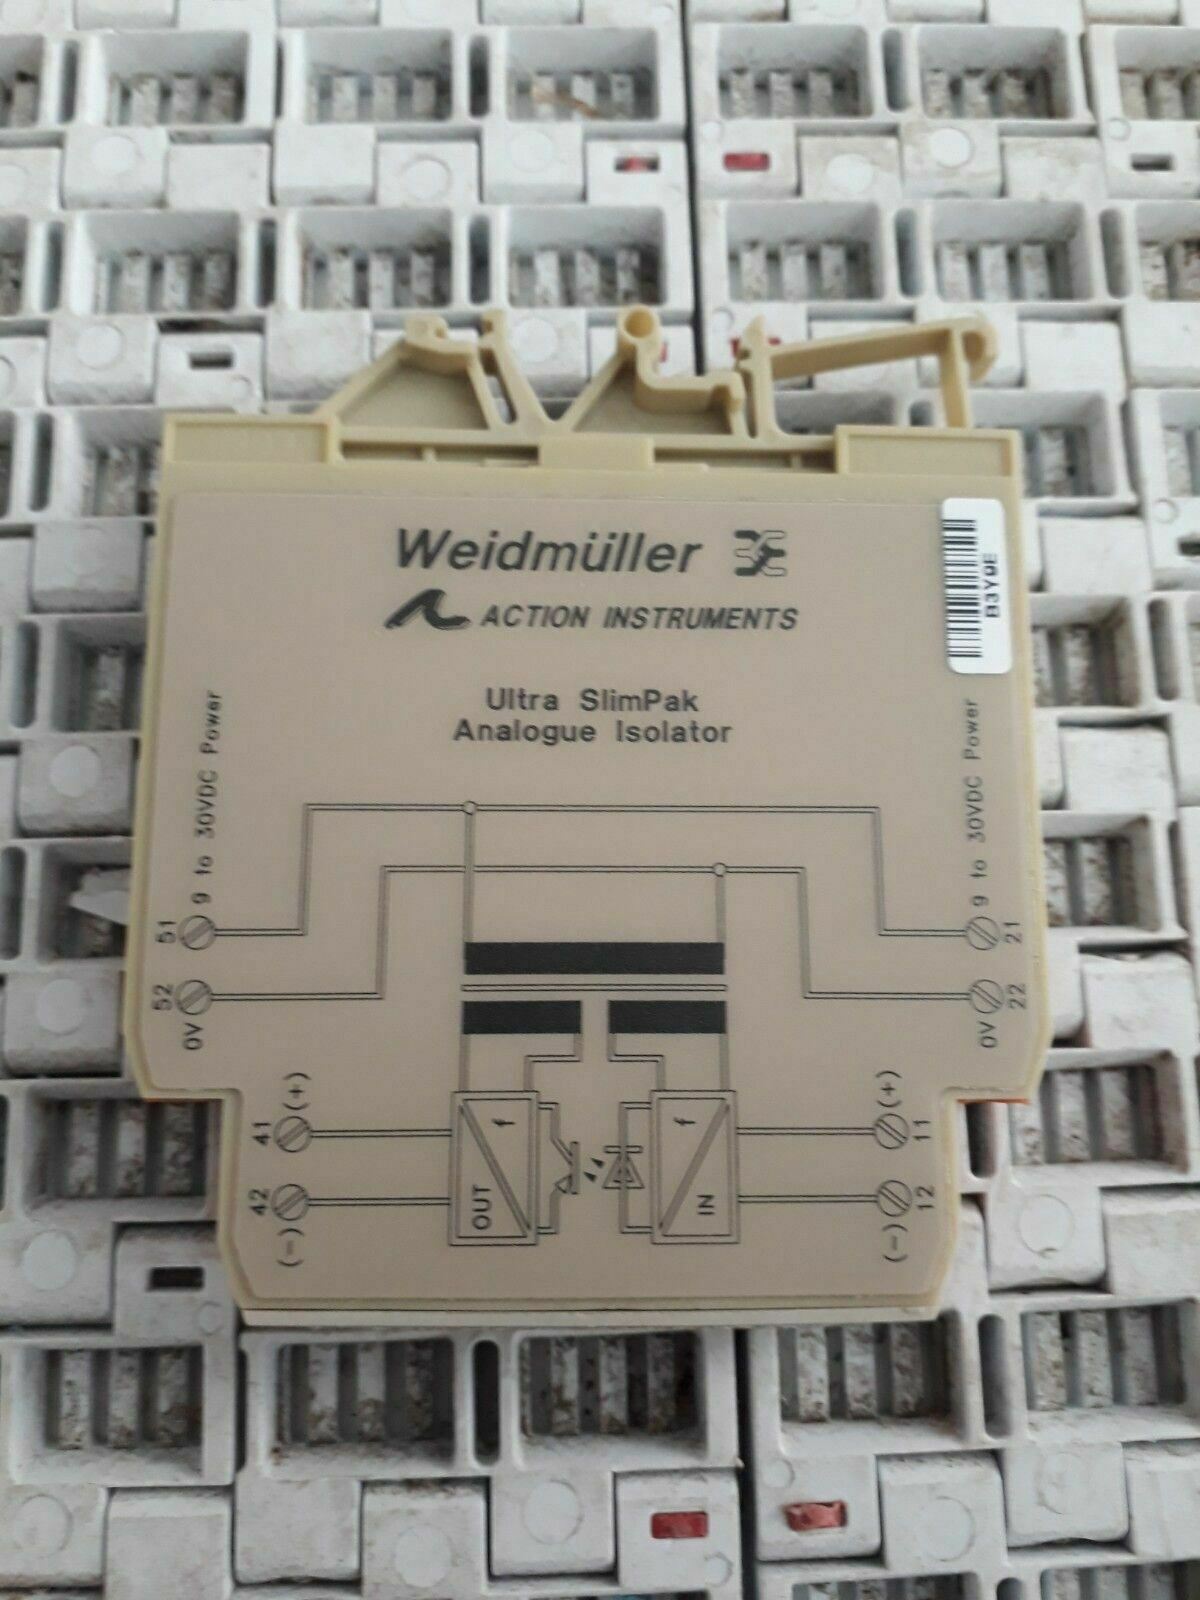 Weidmüller
ACTION INSTRUMENTS
B3YQE
Ultra SlimPak
Analogue Isolator
9 to 30VDC Power
9 to 30VDC Power
51
21
52
22
0V
0V
41 (+)
(+) 11
42 (-)
(-) 12
OUT f
IN f